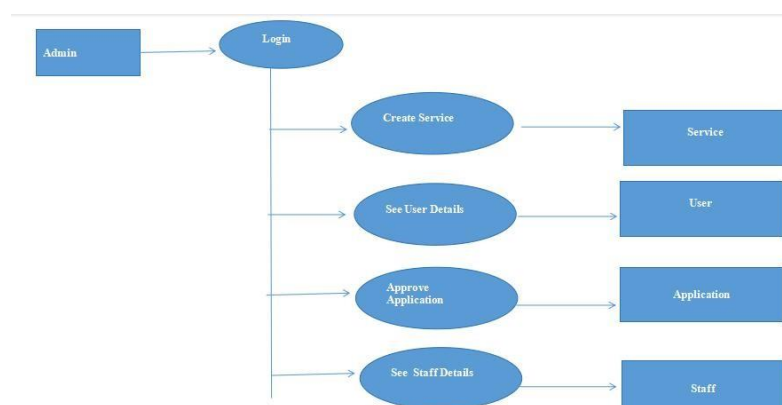 Admin
Login
Create Service
Service
See User Details
User
Approve
Application
Application
See Staff Details
Staff